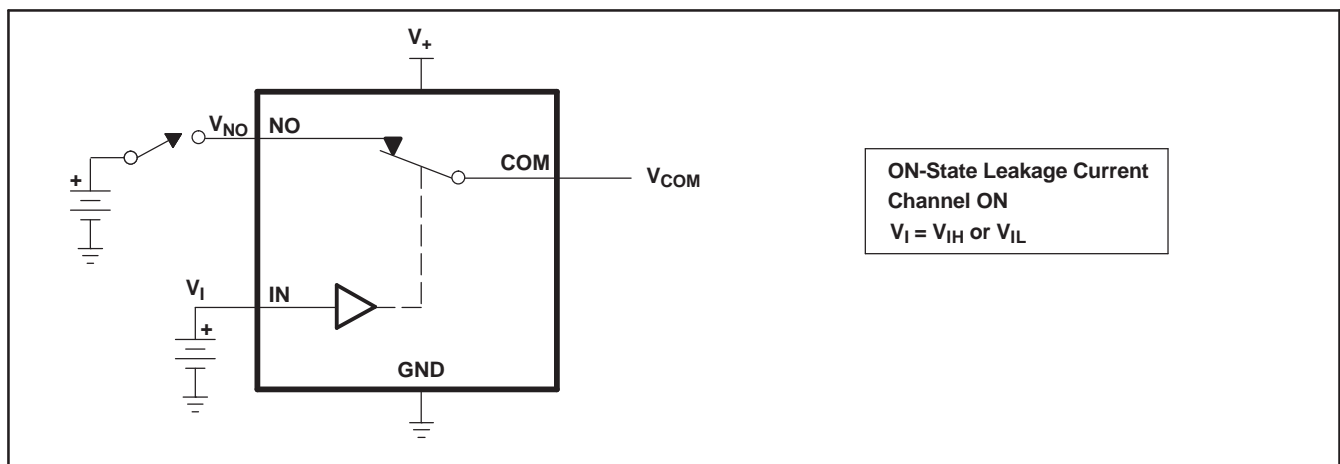 V+
VNO
NO
COM
VCOM
+
VI
IN
+
GND
ON-State Leakage Current
Channel ON
VI = VIH or VIL